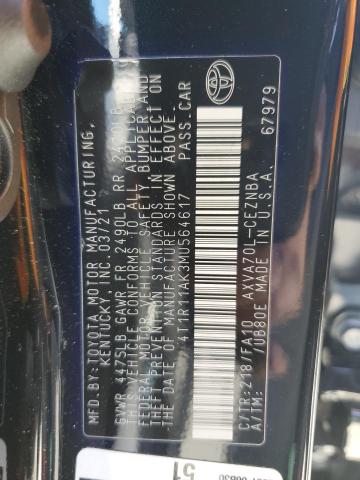 MFD.BY:TOYOTA MOTOR MANUFACTURING,
KENTUCKY, INC. 03/21
GVWR 4475LB GAWR FR 2490LB RR 2490LB
THIS VEHICLE CONFORMS TO ALL APPLICABLE
FEDERAL MOTOR VEHICLE SAFETY, BUMPER, AND
THEFT PREVENTION STANDARDS IN EFFECT ON
THE DATE OF MANUFACTURE SHOWN ABOVE.
4T1R11AK3MU564617 PASS.CAR
C/TR:218/FA10 AXVA70L-CEZNBA
A/TM: /UB80E MADE IN U.S.A.
67979
51